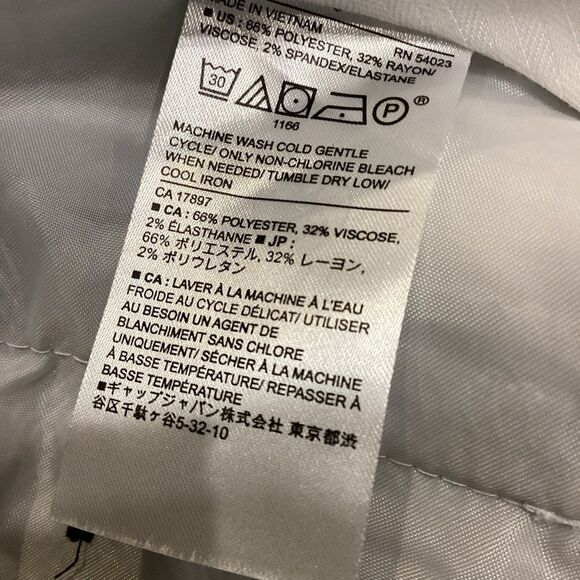 MADE IN VIETNAM
■ US : 66% POLYESTER, 32% RAYON/ RN 54023
VISCOSE, 2% SPANDEX/ELASTANE
30 P ®
1166
MACHINE WASH COLD GENTLE
CYCLE/ ONLY NON-CHLORINE BLEACH
WHEN NEEDED/ TUMBLE DRY LOW/
COOL IRON
CA 17897
■ CA : 66% POLYESTER, 32% VISCOSE,
2% ÉLASTHANNE ■ JP :
66% ポリエステル, 32% レーヨン,
2% ポリウレタン
■ CA : LAVER À LA MACHINE À L'EAU
FROIDE AU CYCLE DÉLICAT/ UTILISER
AU BESOIN UN AGENT DE
BLANCHIMENT SANS CHLORE
UNIQUEMENT/ SÉCHER À LA MACHINE
À BASSE TEMPÉRATURE/ REPASSER À
BASSE TEMPÉRATURE
■ギャップジャパン株式会社 東京都渋
谷区千駄ヶ谷5-32-10